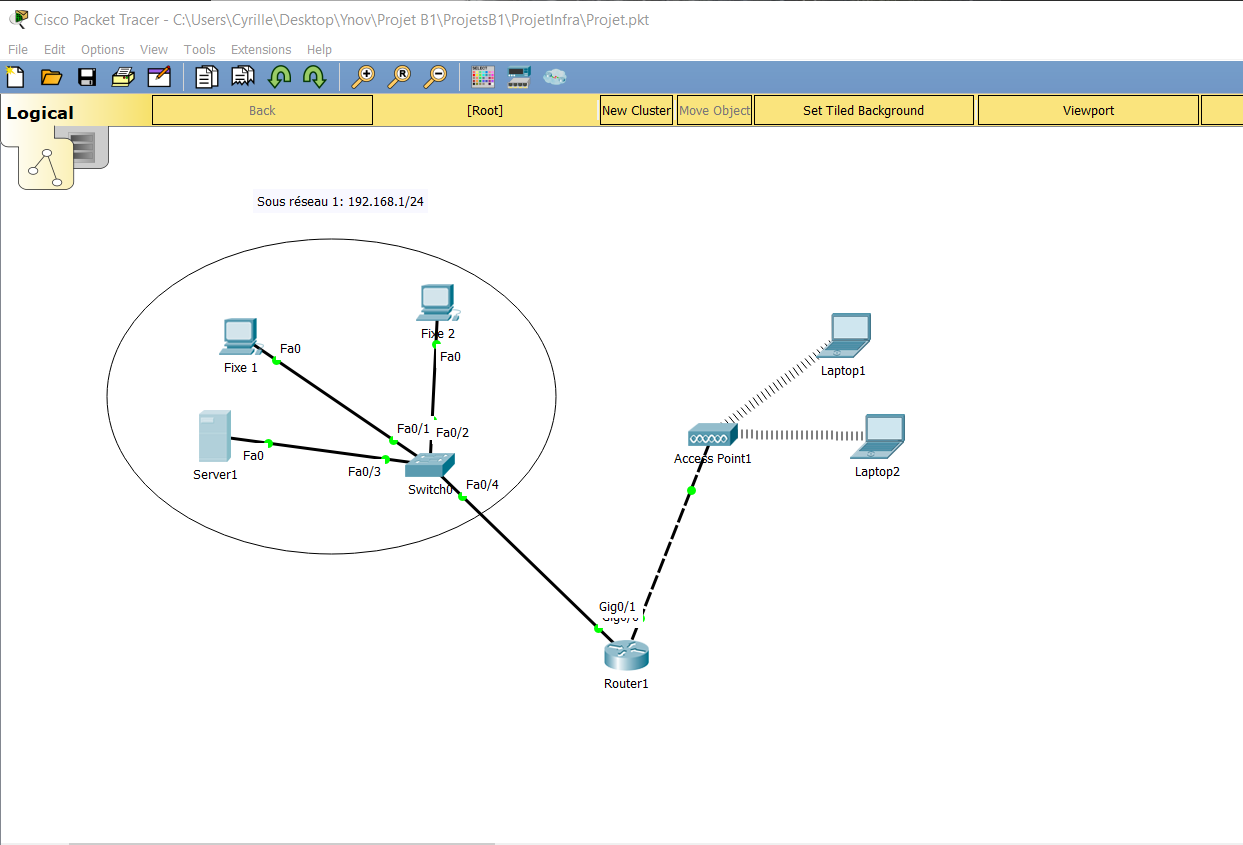 Cisco Packet Tracer - C:\Users\Cyrille\Desktop\Ynov\Projet B1\ProjetsB1\ProjetInfra\Projet.pkt
File Edit Options View Tools Extensions Help
Logical Back [Root] New Cluster Move Object Set Tiled Background Viewport
Sous réseau 1: 192.168.1/24
Fixe 2
Fa0
Fa0
Fixe 1
Laptop1
Fa0/1
Fa0/2
Fa0
Server1
Fa0/3
Switch0
Fa0/4
Access Point1
Laptop2
Gig0/1
Gig0/0
Router1